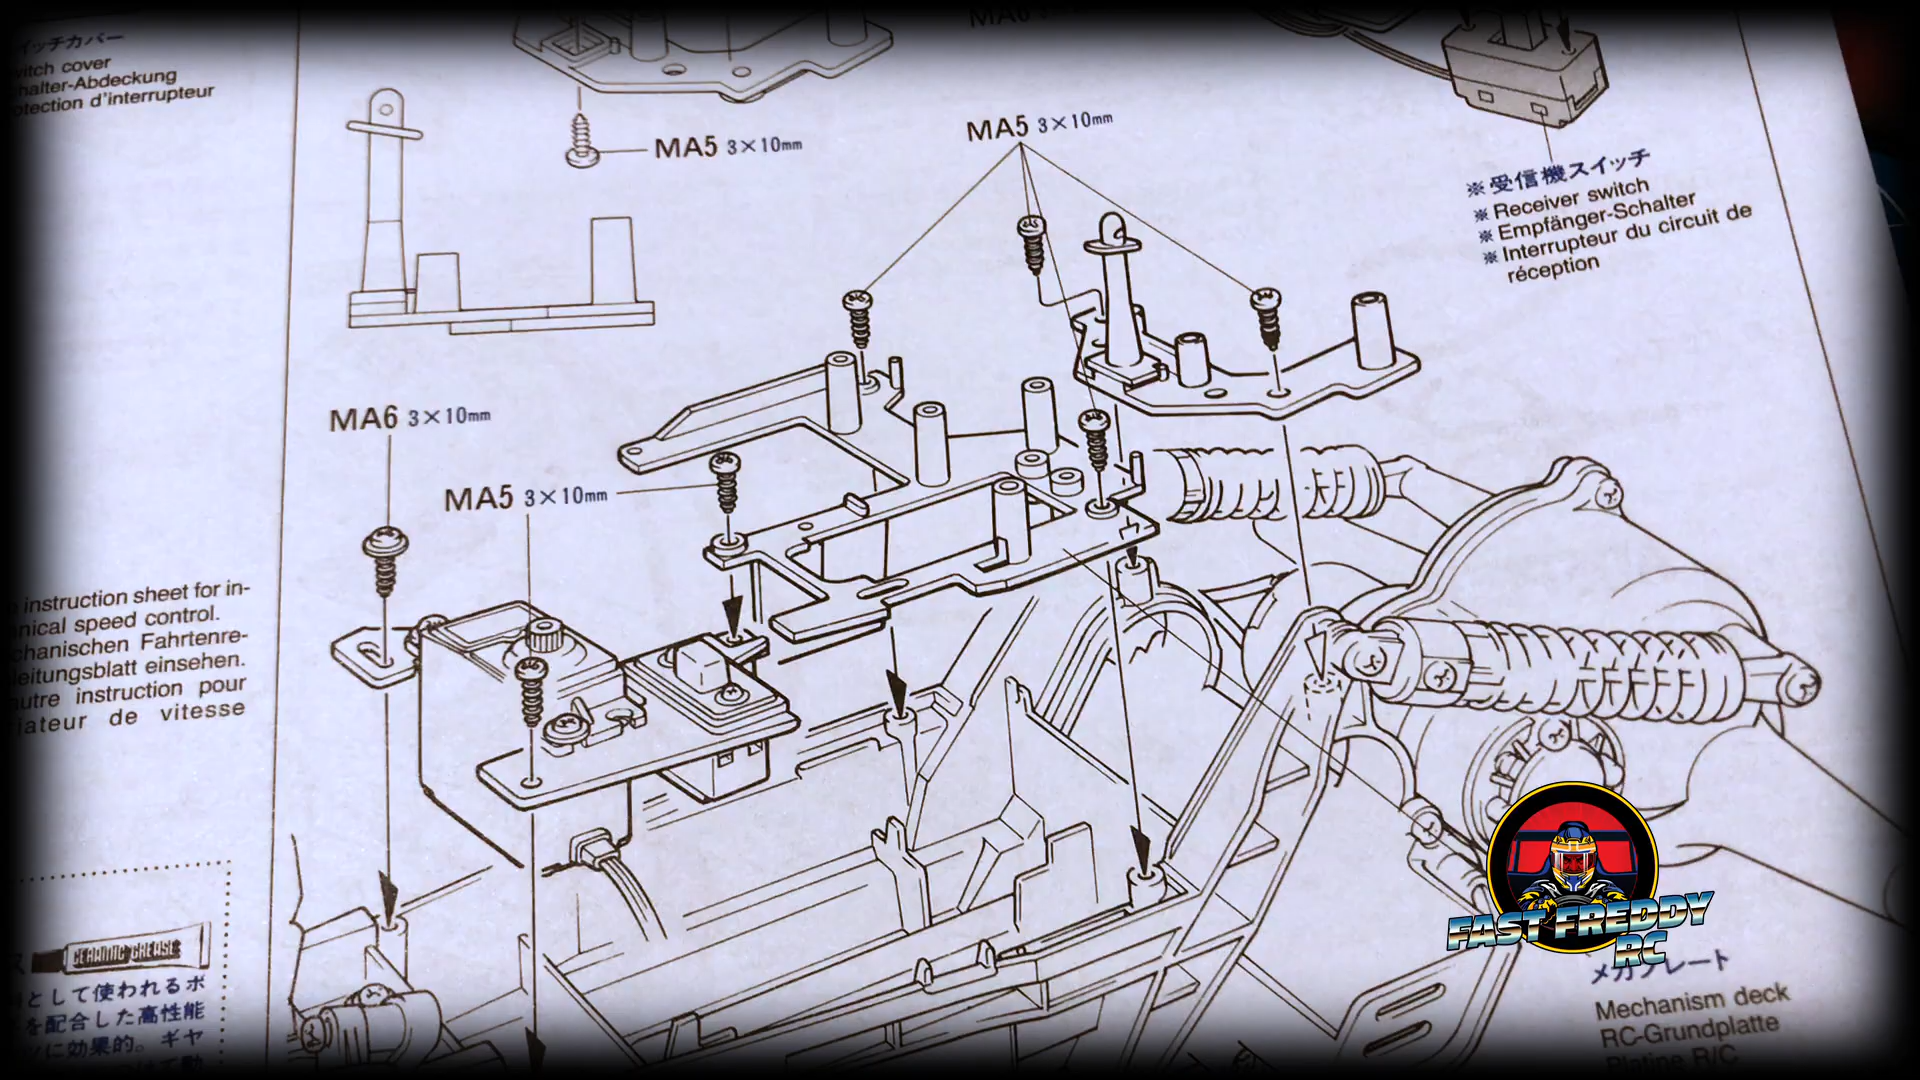 イッチカバー
witch cover
halter-Abdeckung
otection d'interrupteur
MA6
MA5 3×10mm
MA5 3×10mm
※受信機スイッチ
※ Receiver switch
※ Empfänger-Schalter
※ Interrupteur du circuit de
réception
MA6 3×10mm
MA5 3×10mm
instruction sheet for in-
nical speed control.
chanischen Fahrtenre-
leitungsblatt einsehen.
autre instruction pour
iateur de vitesse
CERAMIC GREASE
として使われるボ
を配合した高性能
に効果的。ギヤ
FAST FREDDY
RC
メカプレート
Mechanism deck
RC-Grundplatte
Platine R/C